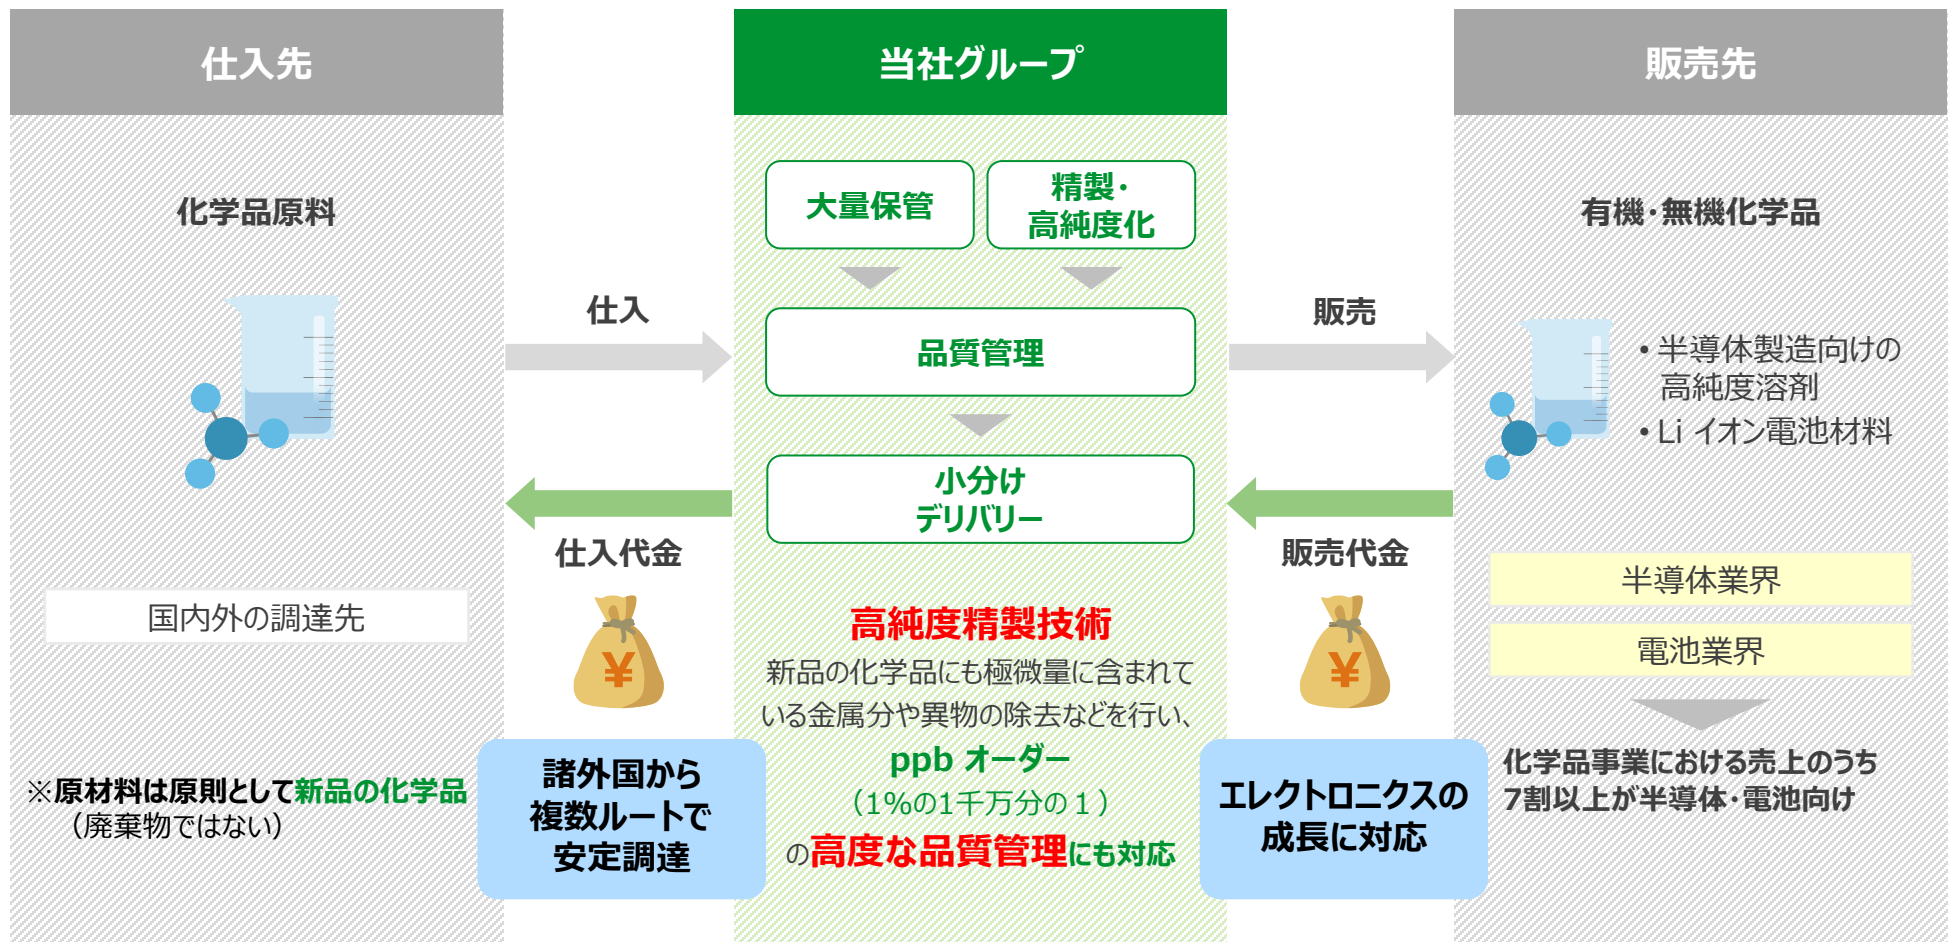 仕入先
化学品原料
国内外の調達先
※原材料は原則として新品の化学品
（廃棄物ではない）
仕入
仕入代金
¥
諸外国から
複数ルートで
安定調達
当社グループ
大量保管
精製・
高純度化
品質管理
小分け
デリバリー
高純度精製技術
新品の化学品にも極微量に含まれて
いる金属分や異物の除去などを行い、
ppb オーダー
（1%の1千万分の１）
の高度な品質管理にも対応
販売
販売代金
¥
エレクトロニクスの
成長に対応
販売先
有機・無機化学品
・半導体製造向けの
高純度溶剤
・Li イオン電池材料
半導体業界
電池業界
化学品事業における売上のうち
7割以上が半導体・電池向け